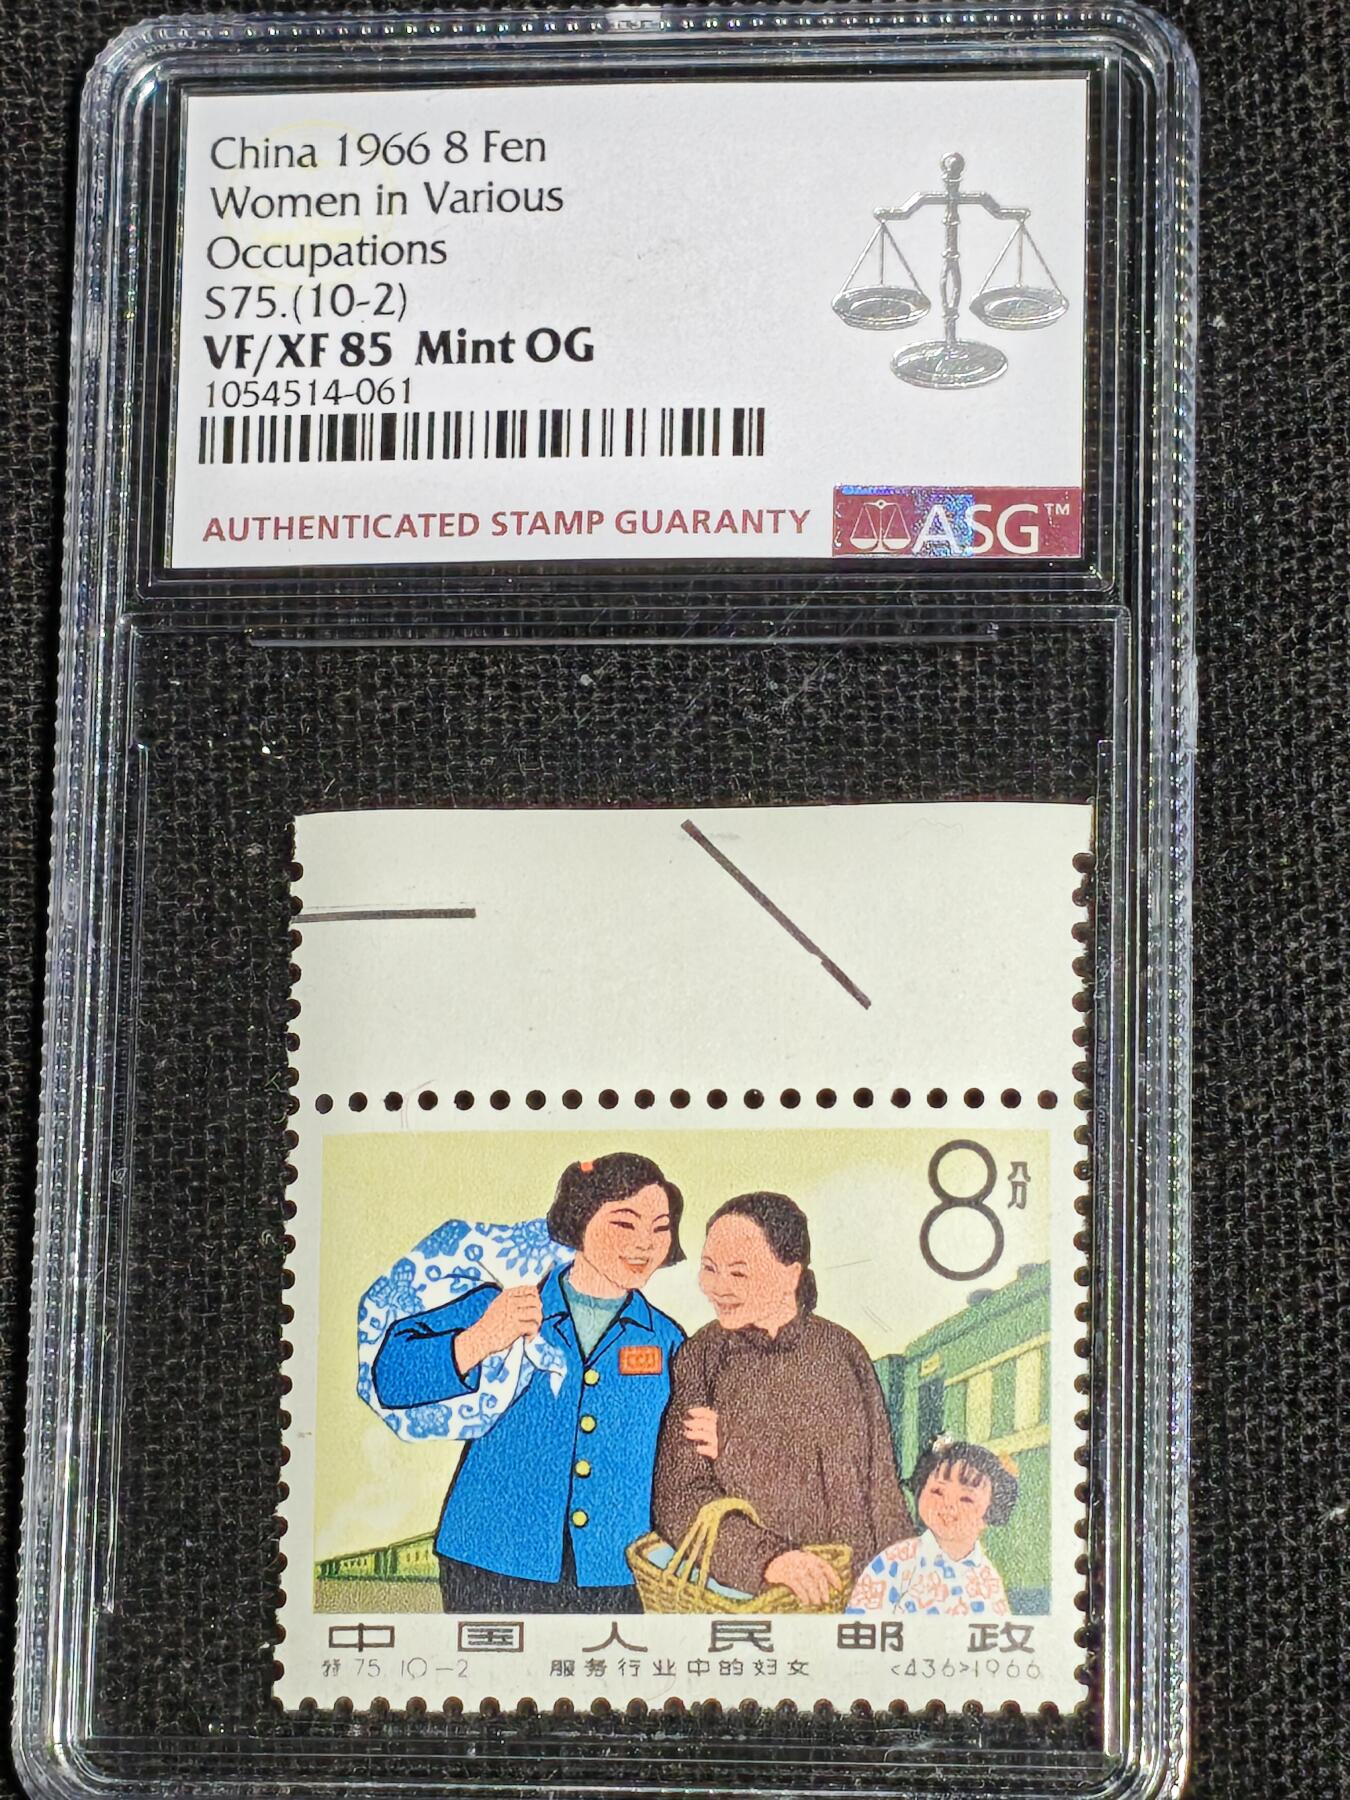 China 1966 8 Fen
Women in Various
Occupations
S75.(10-2)
VF/XF 85 Mint OG
1054514-061
AUTHENTICATED STAMP GUARANTY
ASG™
8分
中国人民邮政
特75.10-2 服务行业中的妇女 <436>1966